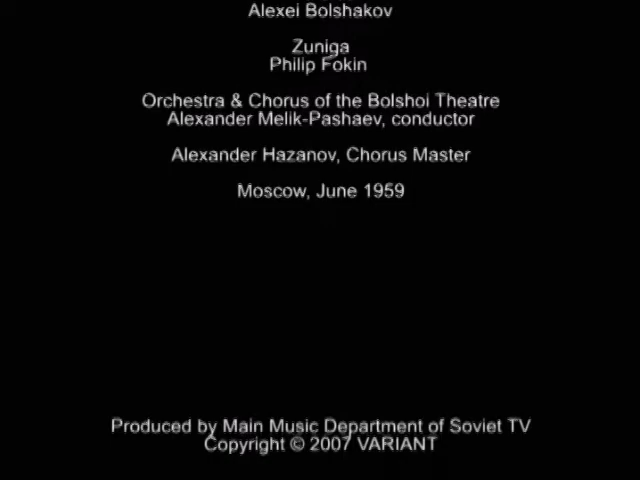 Alexei Bolshakov
Zuniga
Philip Fokin
Orchestra & Chorus of the Bolshoi Theatre
Alexander Melik-Pashaev, conductor
Alexander Hazanov, Chorus Master
Moscow, June 1959
Produced by Main Music Department of Soviet TV
Copyright © 2007 VARIANT